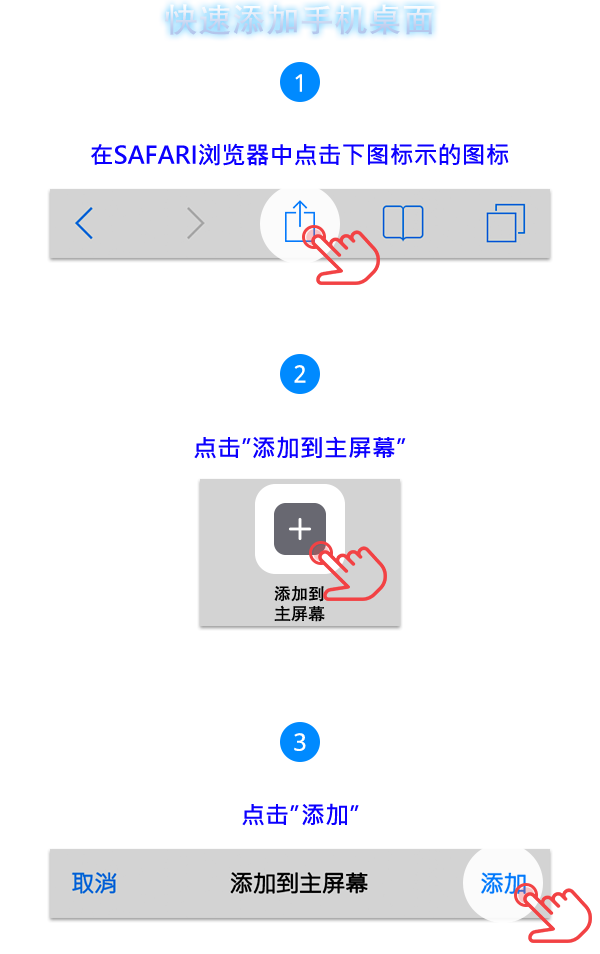 快速添加手机桌面
1
在SAFARI浏览器中点击下图标示的图标
2
点击"添加到主屏幕"
添加到
主屏幕
3
点击"添加"
取消 添加到主屏幕 添加